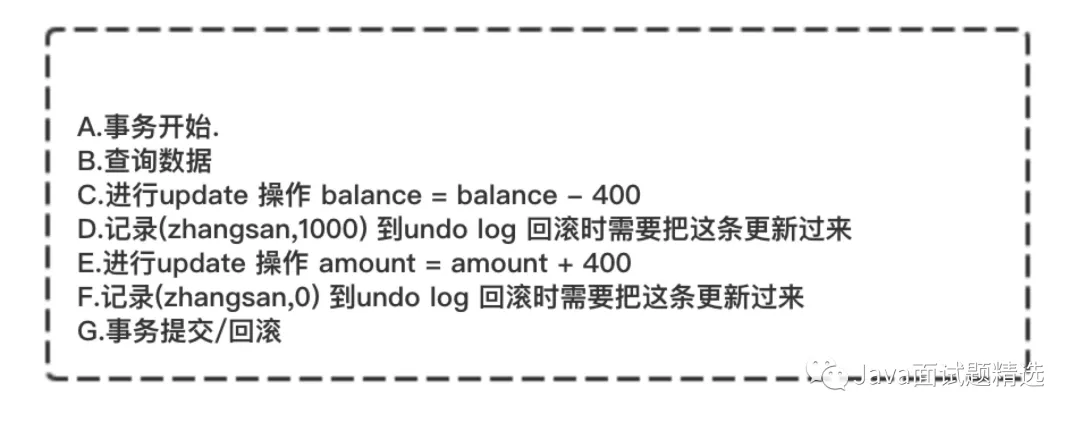 A.事务开始.
B.查询数据
C.进行update 操作 balance = balance – 400
D.记录(zhangsan,1000) 到undo log 回滚时需要把这条更新过来
E.进行update 操作 amount = amount + 400
F.记录(zhangsan,0) 到undo log 回滚时需要把这条更新过来
G.事务提交/回滚
Java面试题精选